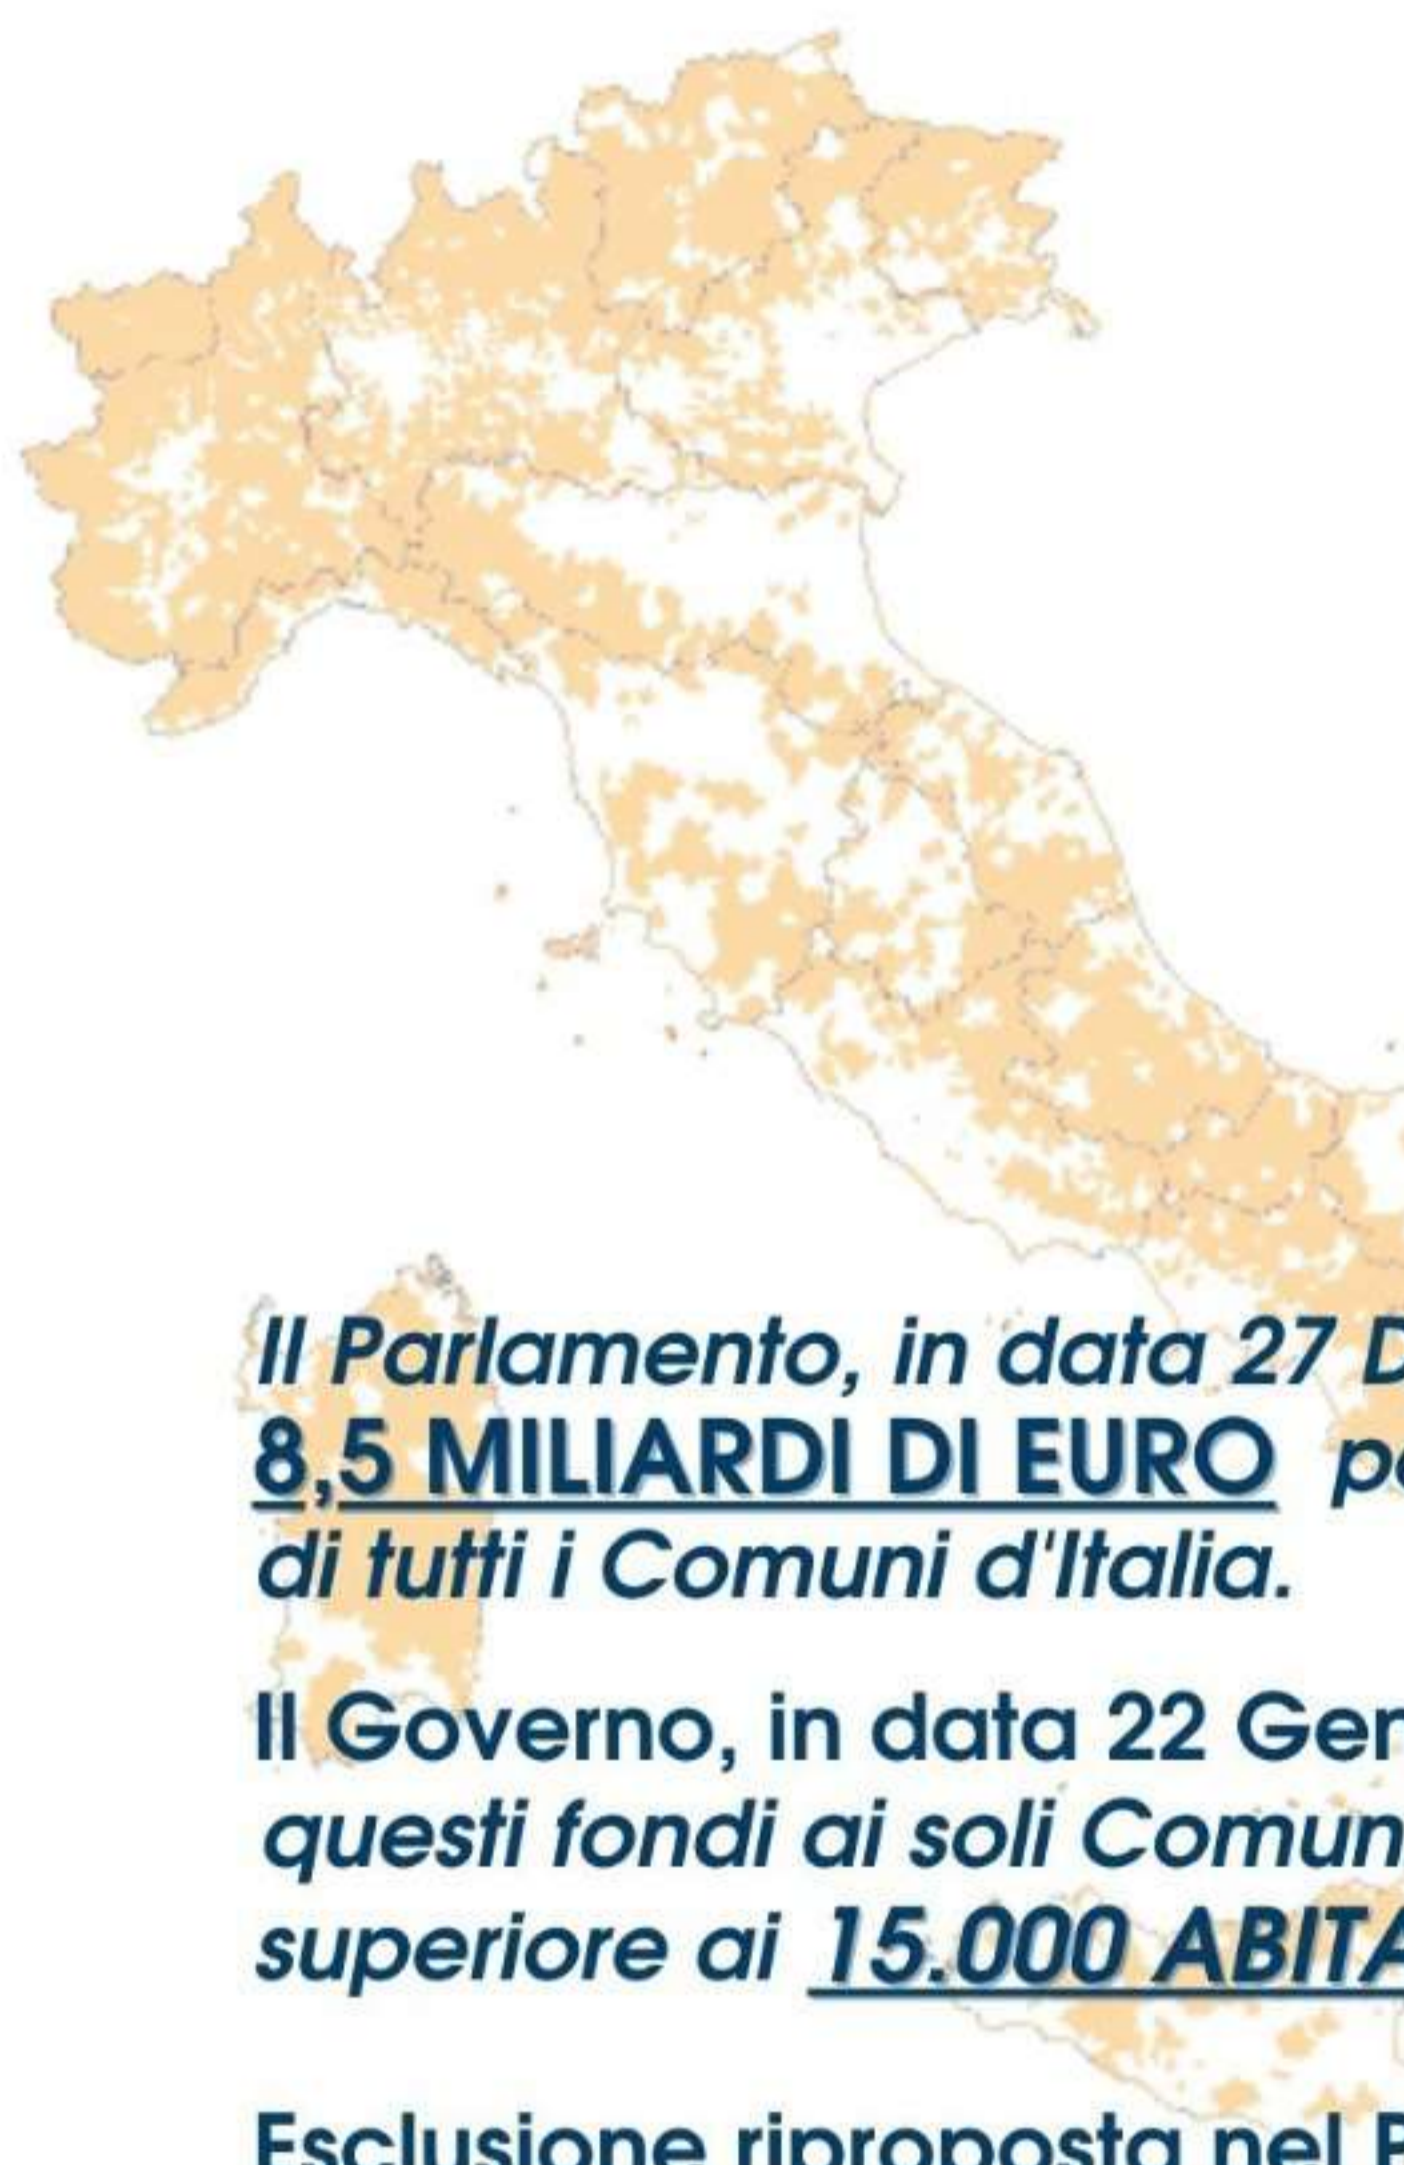 Il Parlamento, in data 27 D
8,5 MILIARDI DI EURO p
di tutti i Comuni d'Italia.
Il Governo, in data 22 Gen
questi fondi ai soli Comun
superiore ai 15.000 ABITA
Esclusione riproposta nel